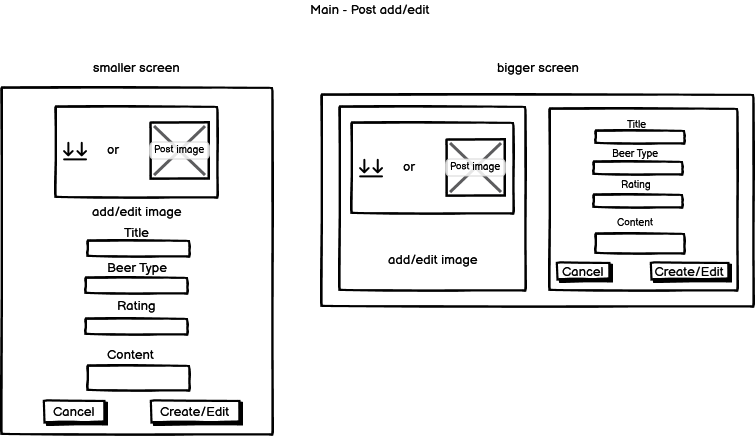 Main - Post add/edit
smaller screen
or
Post image
add/edit image
Title
Beer Type
Rating
Content
Cancel
Create/Edit
bigger screen
or
Post image
add/edit image
Title
Beer Type
Rating
Content
Cancel
Create/Edit